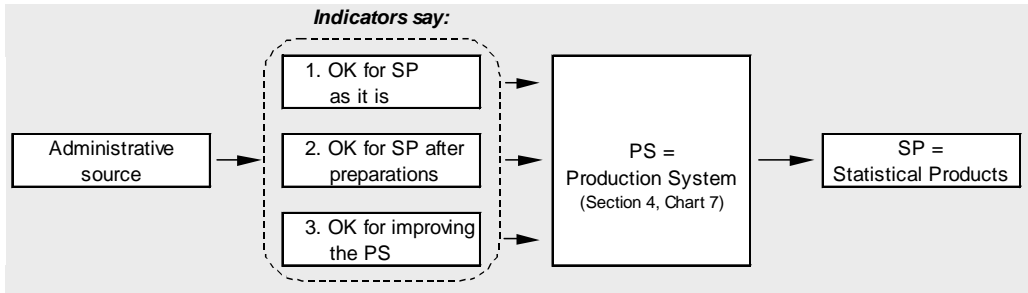 Indicators say:
1. OK for SP
as it is
Administrative
source
2. OK for SP after
preparations
3. OK for improving
the PS
PS =
Production System
(Section 4, Chart 7)
SP =
Statistical Products